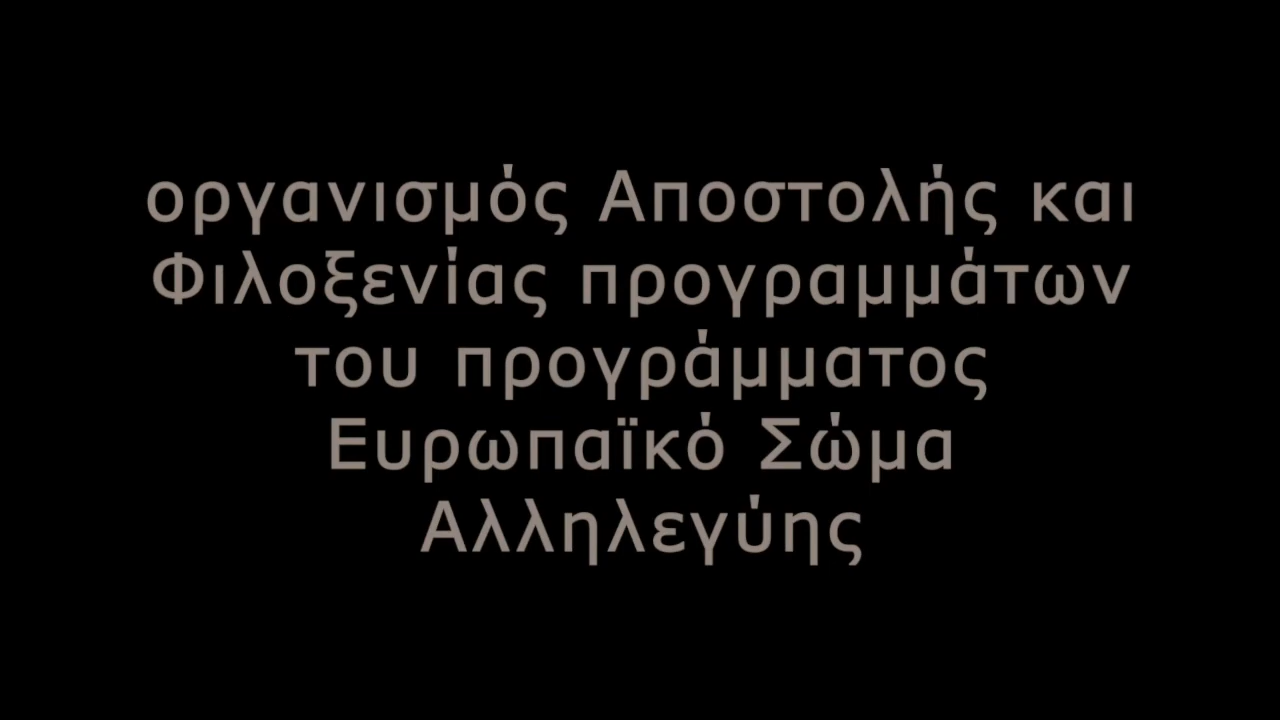 οργανισμός Αποστολής και
Φιλοξενίας προγραμμάτων
του προγράμματος
Ευρωπαϊκό Σώμα
Αλληλεγύης